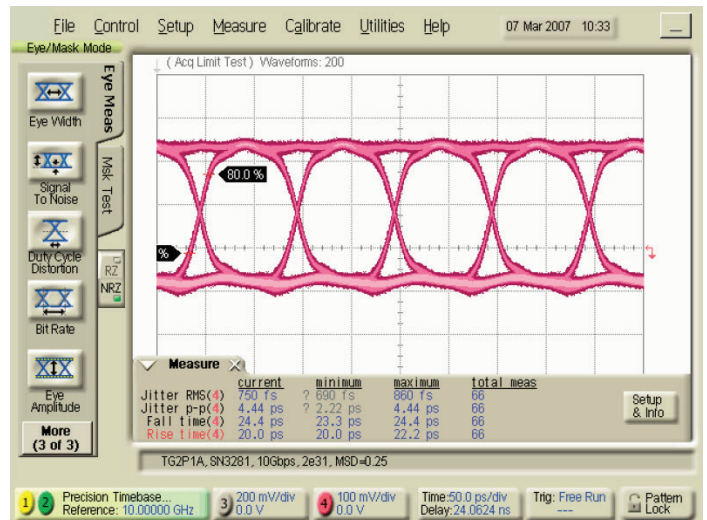 File Control Setup Measure Calibrate Utilities Help 07 Mar 2007 10:33
Eye/Mask Mode
( Acq Limit Test ) Waveforms: 200
Eye Meas
Msk Test
Eye Width
Signal
To Noise
Duty Cycle
Distortion
Bit Rate
Eye
Amplitude
More
(3 of 3)
RZ
NRZ
80.0 %
%
Measure
current minimum maximum total meas
Jitter RMS(4) 750 fs ? 690 fs 860 fs 66
Jitter p-p(4) 4.44 ps ? 2.22 ps 4.44 ps 66
Fall time(4) 24.4 ps 23.3 ps 24.4 ps 66
Rise time(4) 20.0 ps 20.0 ps 22.2 ps 66
Setup
& Info
TG2P1A, SN3281, 10Gbps, 2e31, MSD=0.25
1 2 Precision Timebase...
Reference: 10.00000 GHz
3 200 mV/div
0.0 V
4 100 mV/div
0.0 V
Time:50.0 ps/div
Delay:24.0624 ns
Trig: Free Run
---
Pattern
Lock